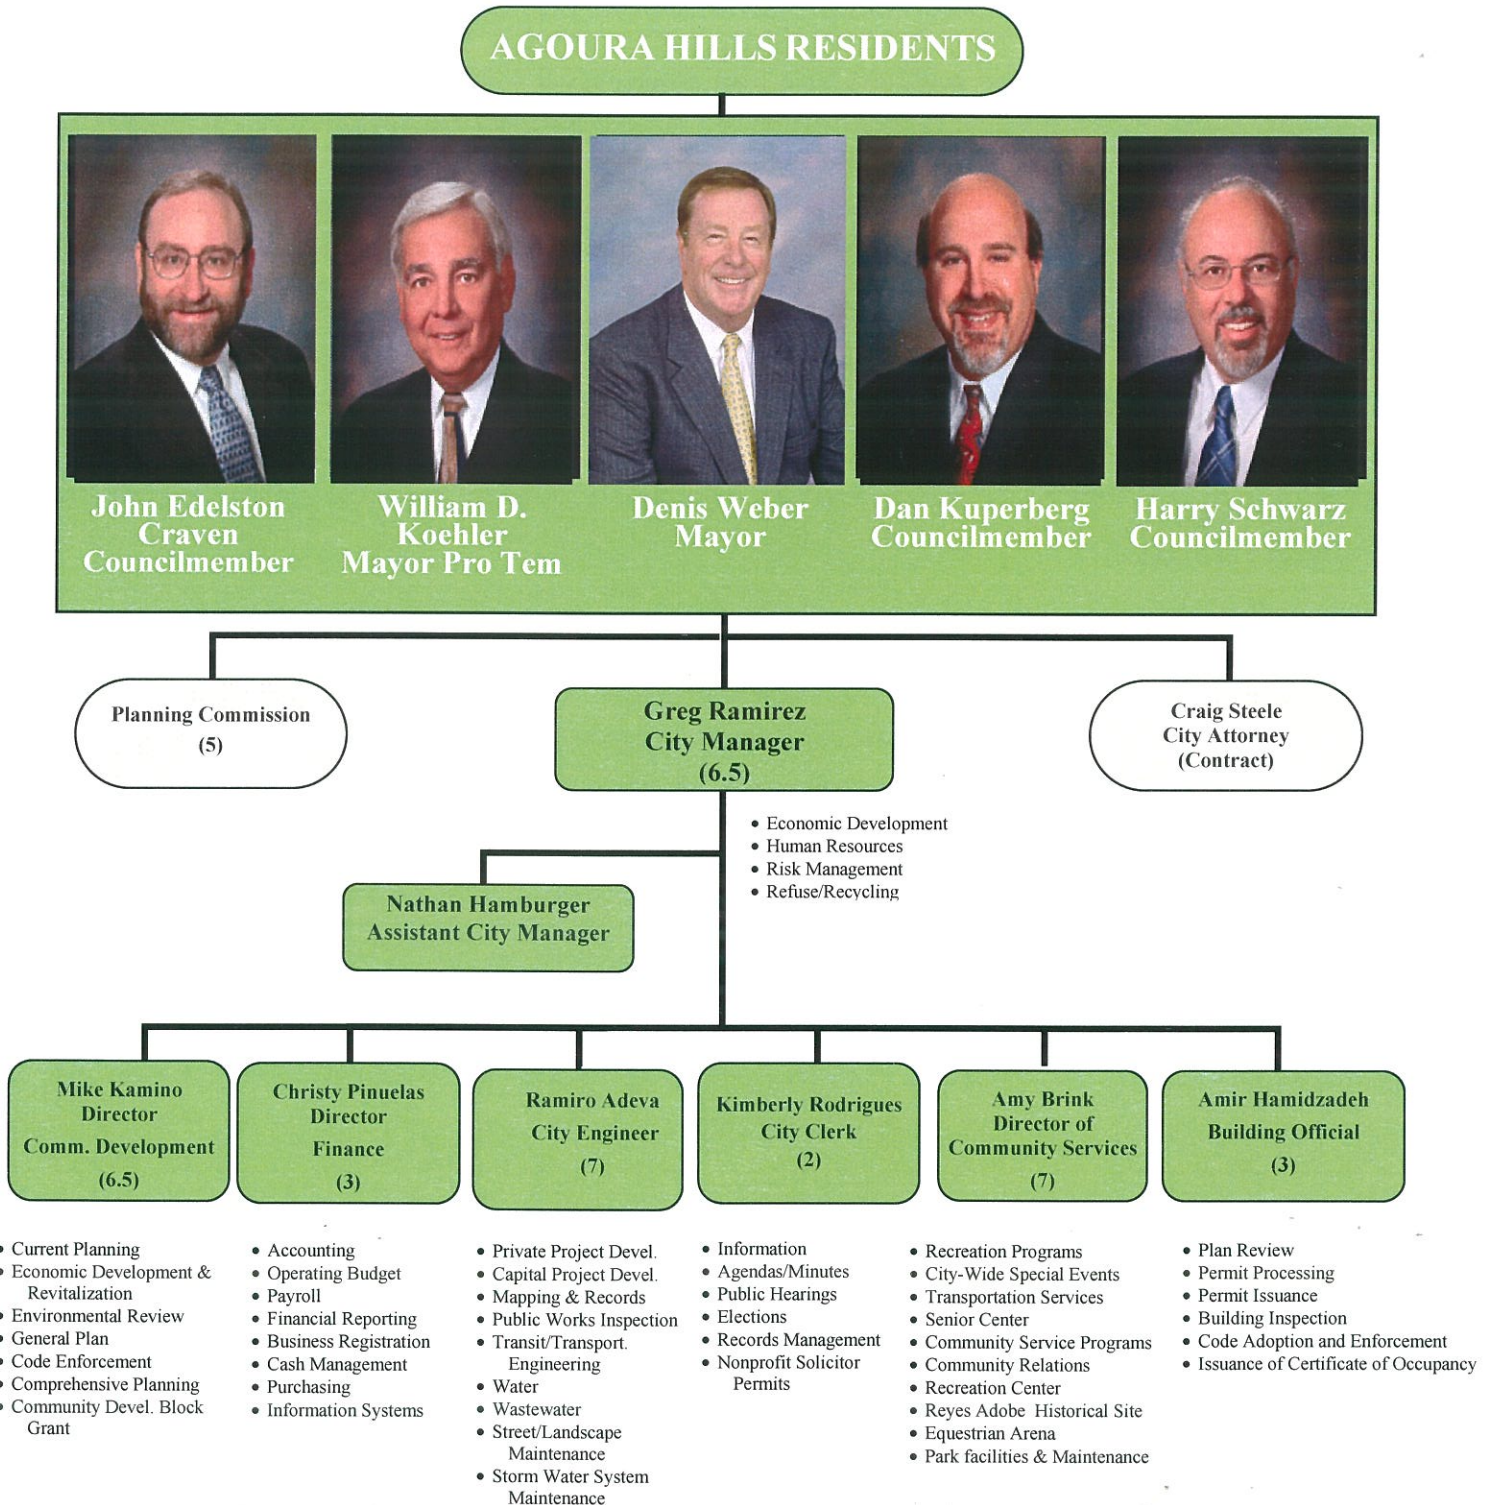 AGOURA HILLS RESIDENTS
John Edelston
Craven
Councilmember
William D.
Koehler
Mayor Pro Tem
Denis Weber
Mayor
Dan Kuperberg
Councilmember
Harry Schwarz
Councilmember
Planning Commission
(5)
Greg Ramirez
City Manager
(6.5)
Craig Steele
City Attorney
(Contract)
• Economic Development
• Human Resources
• Risk Management
• Refuse/Recycling
Nathan Hamburger
Assistant City Manager
Mike Kamino
Director
Comm. Development
(6.5)
Christy Pinuelas
Director
Finance
(3)
Ramiro Adeva
City Engineer
(7)
Kimberly Rodrigues
City Clerk
(2)
Amy Brink
Director of
Community Services
(7)
Amir Hamidzadeh
Building Official
(3)
• Current Planning
• Economic Development &
Revitalization
• Environmental Review
• General Plan
• Code Enforcement
• Comprehensive Planning
• Community Devel. Block
Grant
• Accounting
• Operating Budget
• Payroll
• Financial Reporting
• Business Registration
• Cash Management
• Purchasing
• Information Systems
• Private Project Devel.
• Capital Project Devel.
• Mapping & Records
• Public Works Inspection
• Transit/Transport.
Engineering
• Water
• Wastewater
• Street/Landscape
Maintenance
• Storm Water System
Maintenance
• Information
• Agendas/Minutes
• Public Hearings
• Elections
• Records Management
• Nonprofit Solicitor
Permits
• Recreation Programs
• City-Wide Special Events
• Transportation Services
• Senior Center
• Community Service Programs
• Community Relations
• Recreation Center
• Reyes Adobe Historical Site
• Equestrian Arena
• Park facilities & Maintenance
• Plan Review
• Permit Processing
• Permit Issuance
• Building Inspection
• Code Adoption and Enforcement
• Issuance of Certificate of Occupancy